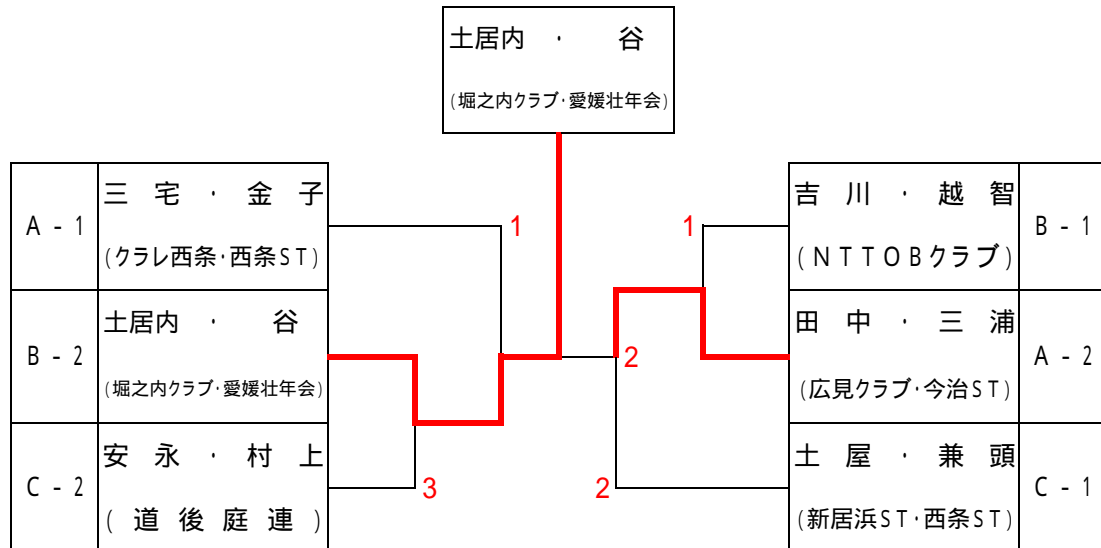 土居内 ・ 谷
(堀之内クラブ・愛媛壮年会)
A - 1
三 宅 ・ 金 子
(クラレ西条・西条ST)
B - 2
土居内 ・ 谷
(堀之内クラブ・愛媛壮年会)
C - 2
安 永 ・ 村 上
( 道 後 庭 連 )
1
3
1
2
2
吉 川 ・ 越 智
(NTTOBクラブ)
B - 1
田 中 ・ 三 浦
(広見クラブ・今治ST)
A - 2
土 屋 ・ 兼 頭
(新居浜ST・西条ST)
C - 1